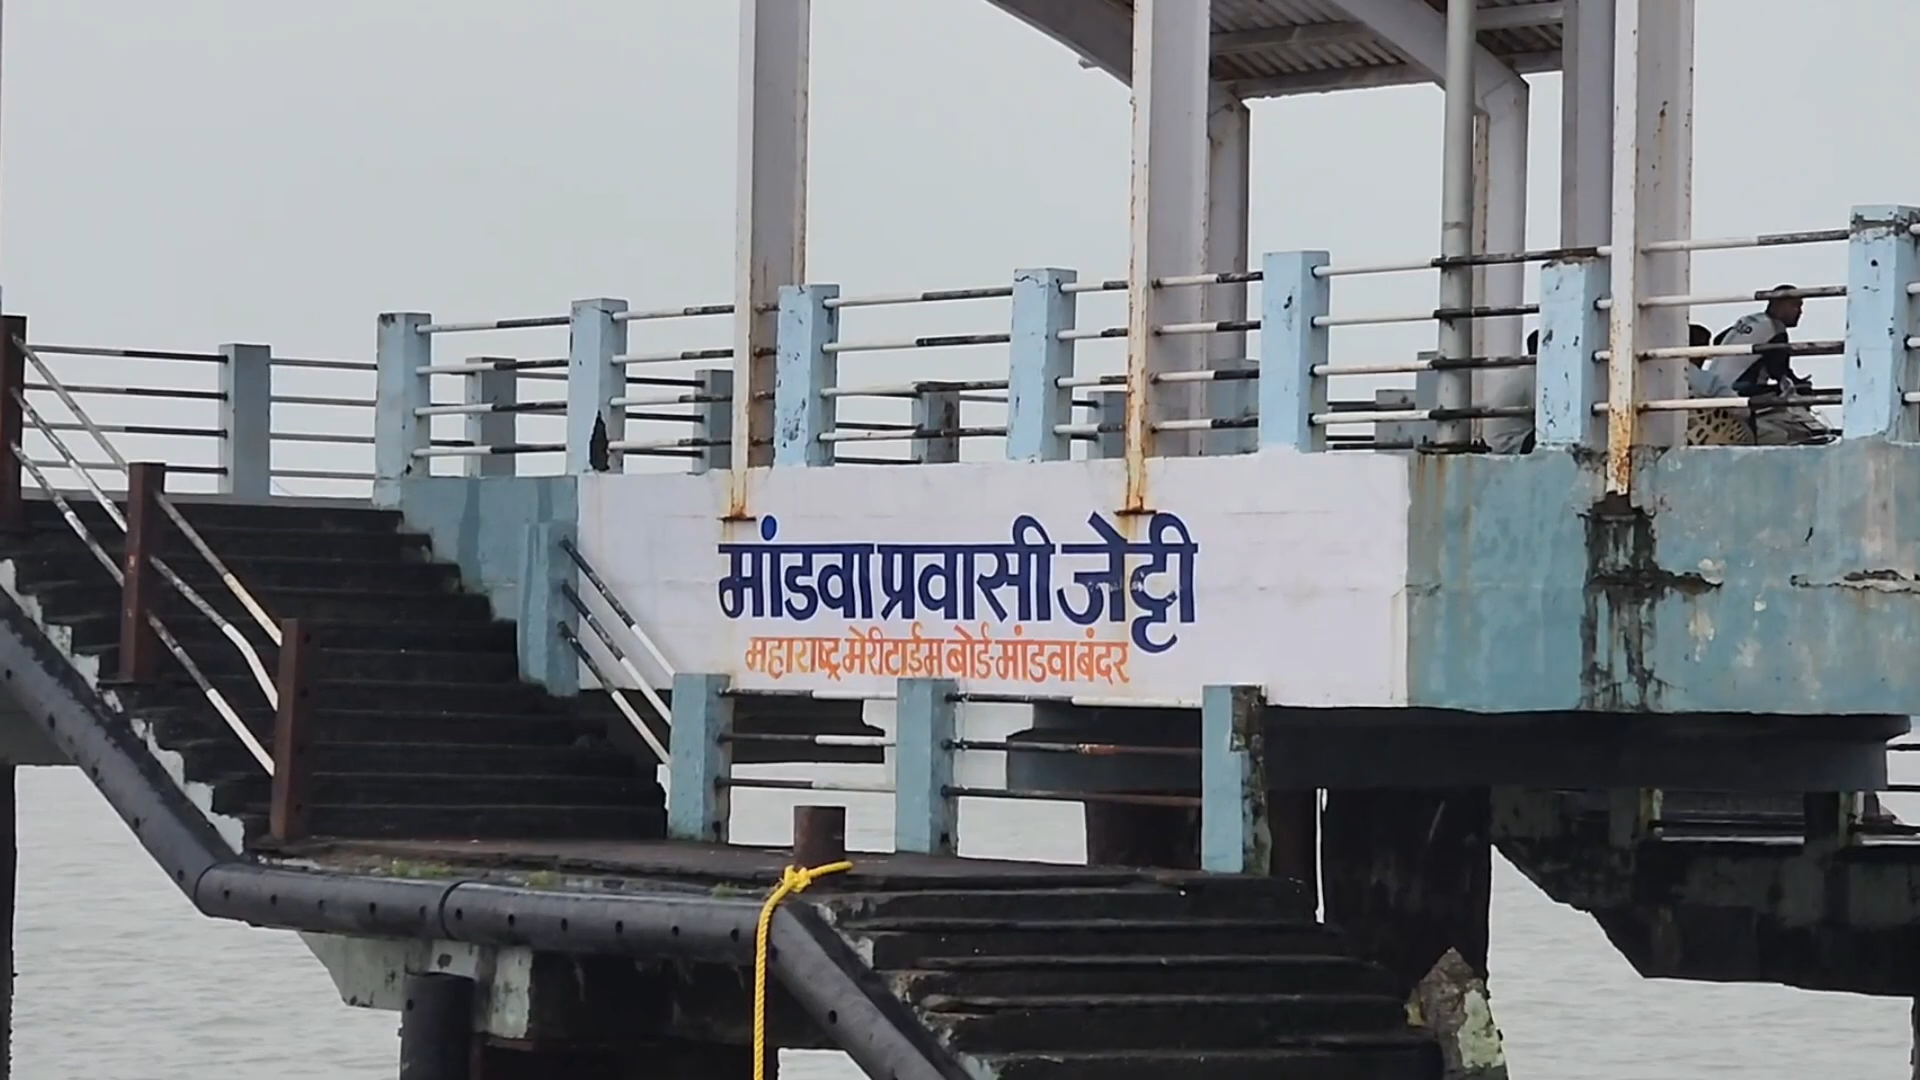 मांडवा प्रवासी जेट्टी
महाराष्ट्र मेरीटाईम बोर्ड-मांडवा बंदर